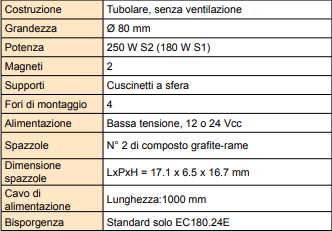 Costruzione Tubolare, senza ventilazione
Grandezza Ø 80 mm
Potenza 250 W S2 (180 W S1)
Magneti 2
Supporti Cuscinetti a sfera
Fori di montaggio 4
Alimentazione Bassa tensione, 12 o 24 Vcc
Spazzole N° 2 di composto grafite-rame
Dimensione
spazzole LxPxH = 17.1 x 6.5 x 16.7 mm
Cavo di
alimentazione Lunghezza:1000 mm
Bisporgenza Standard solo EC180.24E